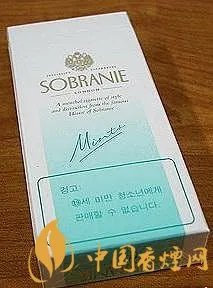 SOBRANIE
LONDON
A menthol cigarette of style
and distinction from the famous
House of Sobranie
Mints
경고:
19세 미만 청소년에게
판매할 수 없습니다.
中国香烟网